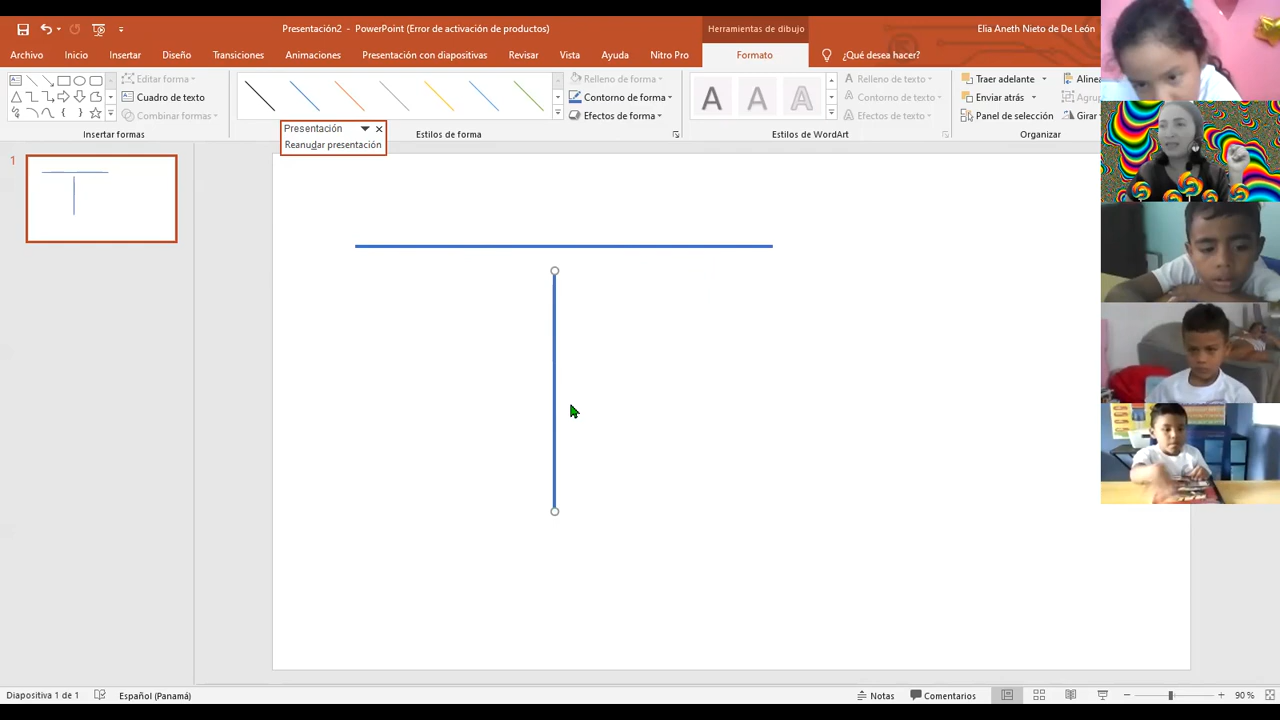 Presentación2 - PowerPoint (Error de activación de productos)
Herramientas de dibujo
Elia Aneth Nieto de De León
Archivo Inicio Insertar Diseño Transiciones Animaciones Presentación con diapositivas Revisar Vista Ayuda Nitro Pro Formato ¿Qué desea hacer?
Editar forma
Cuadro de texto
Combinar formas
Insertar formas
Relleno de forma
Contorno de forma
Efectos de forma
Estilos de forma
A A A
Relleno de texto
Contorno de texto
Efectos de texto
Estilos de WordArt
Traer adelante
Enviar atrás
Panel de selección
Alinea
Agrup
Girar
Organizar
Presentación
Reanudar presentación
1
Diapositiva 1 de 1 Español (Panamá) Notas Comentarios 90 %